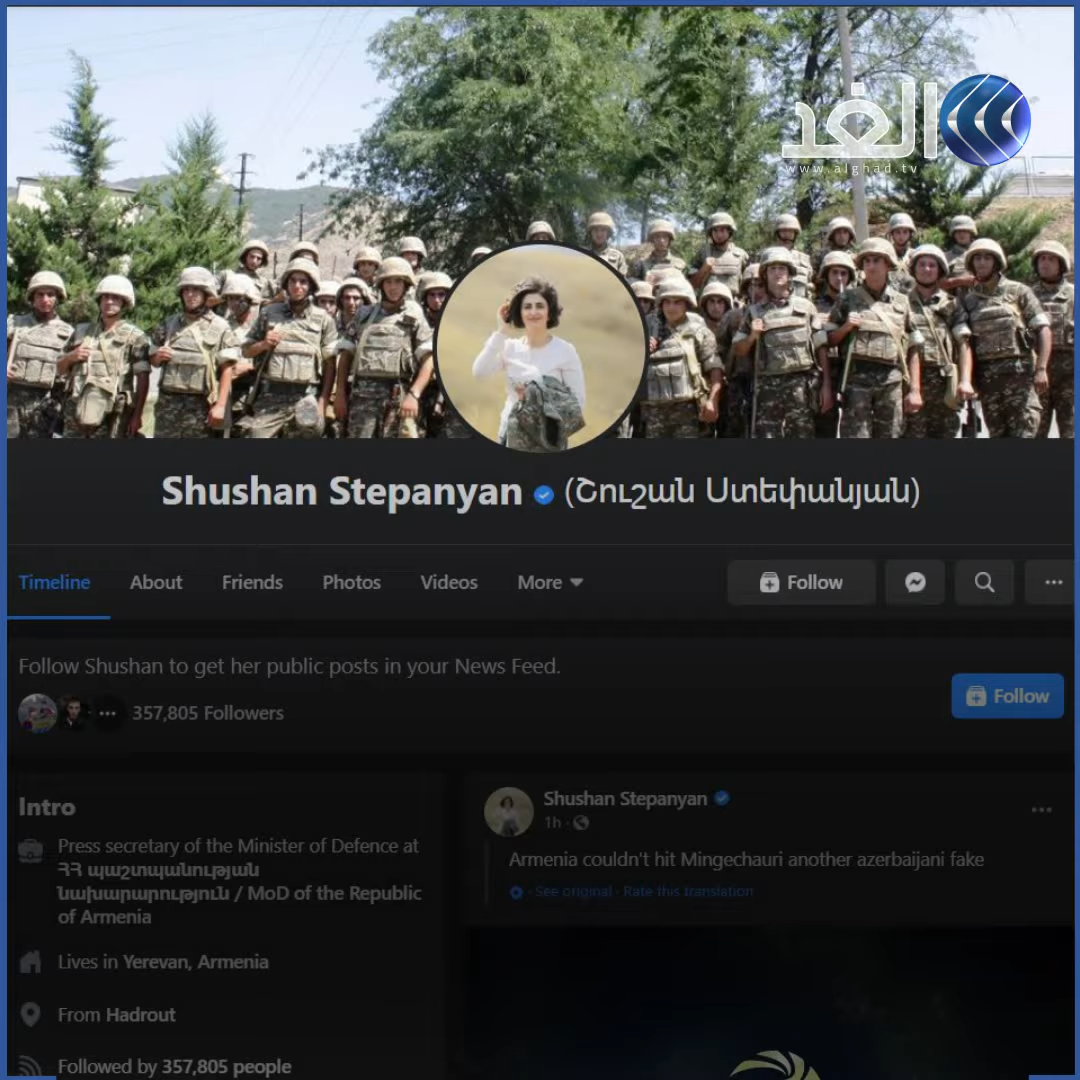 الغد
www.alghad.tv
Shushan Stepanyan (Շուշան Ստեփանյան)
Timeline About Friends Photos Videos More Follow
Follow Shushan to get her public posts in your News Feed.
357,805 Followers
Follow
Intro
Press secretary of the Minister of Defence at
ՀՀ պաշտպանության
նախարարություն / MoD of the Republic
of Armenia
Lives in Yerevan, Armenia
From Hadrout
Followed by 357,805 people
Shushan Stepanyan
1h ·
Armenia couldn't hit Mingechauri another azerbaijani fake
· See original · Rate this translation